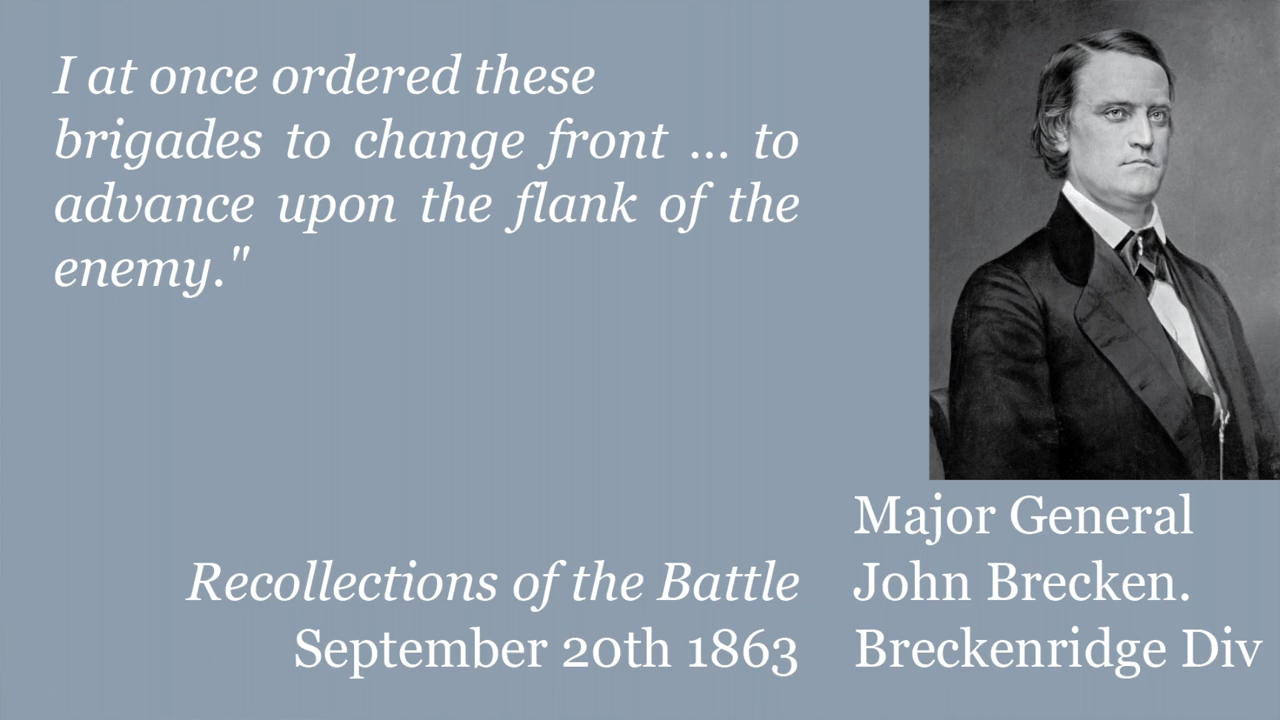 I at once ordered these
brigades to change front ... to
advance upon the flank of the
enemy."
Recollections of the Battle
September 20th 1863
Major General
John Brecken.
Breckenridge Div